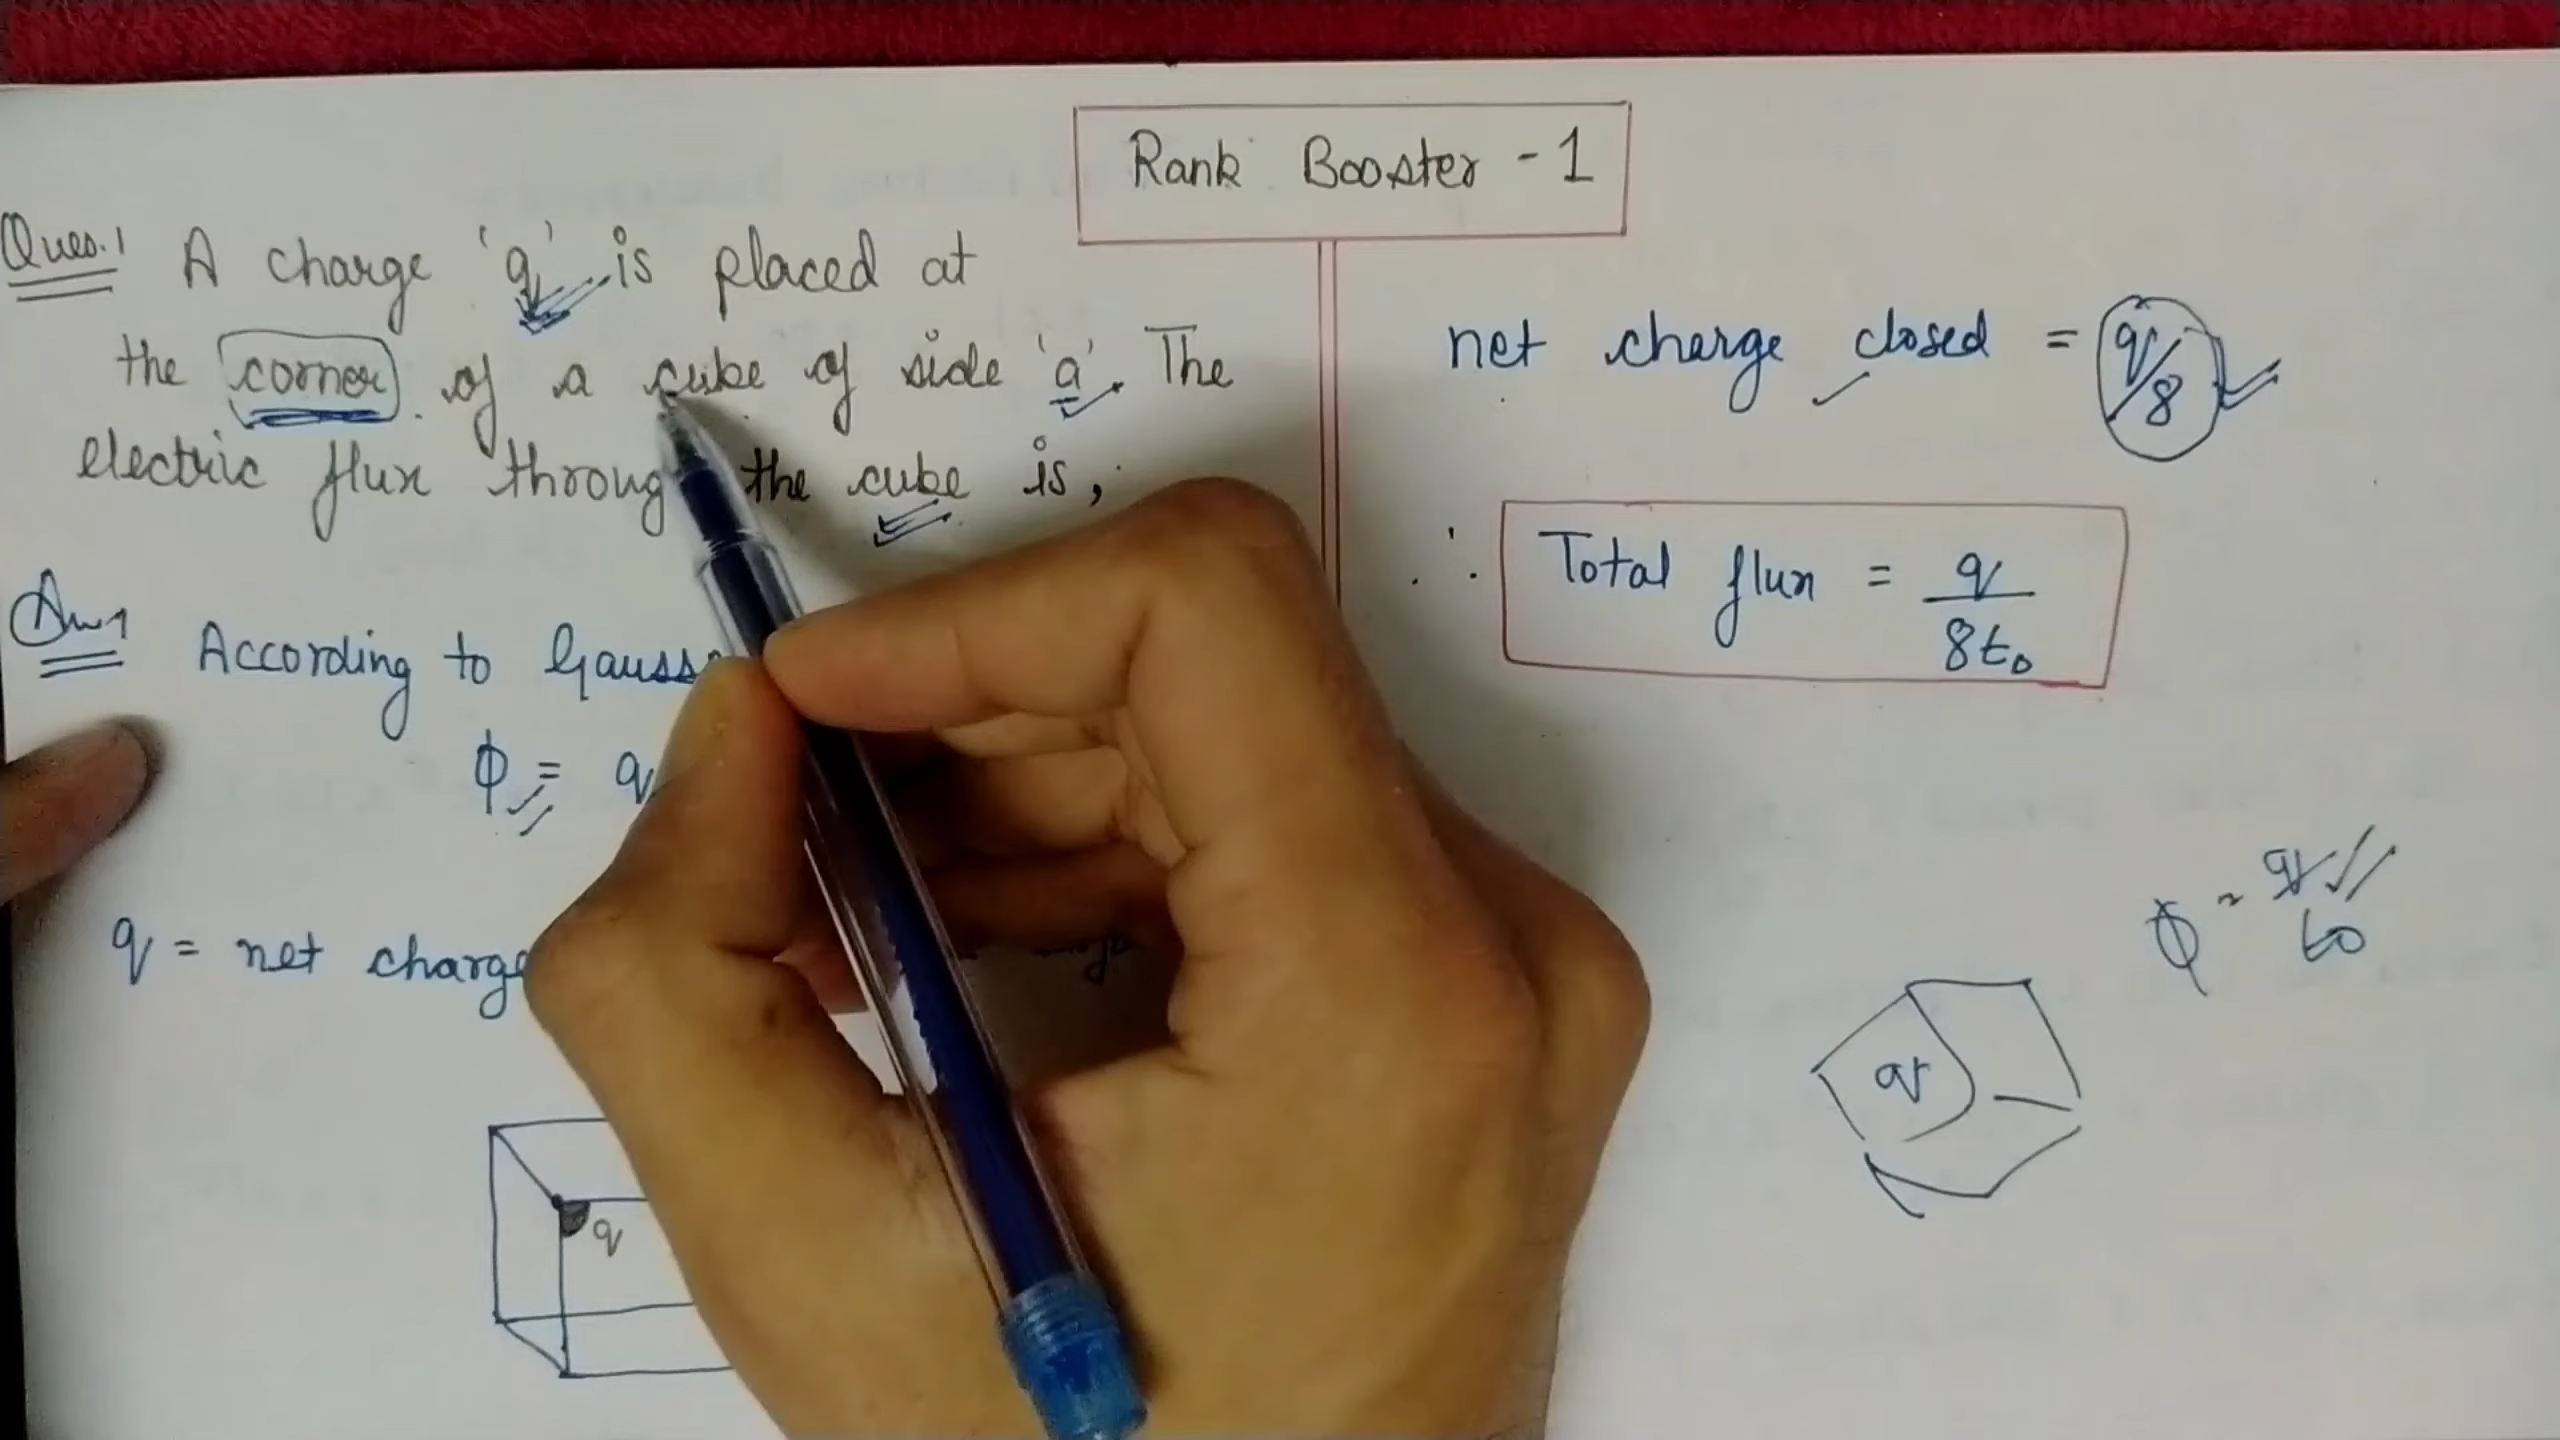 Rank Booster - 1
Ques.1 A charge 'q' is placed at
the corner of a cube of side 'a'. The
electric flux throug the cube is,
Ans 1 According to Gauss
ϕ = q
q = net charge
q
net charge closed = q/8
∴ Total flux = q/8ε0
ϕ = q/ε0
q